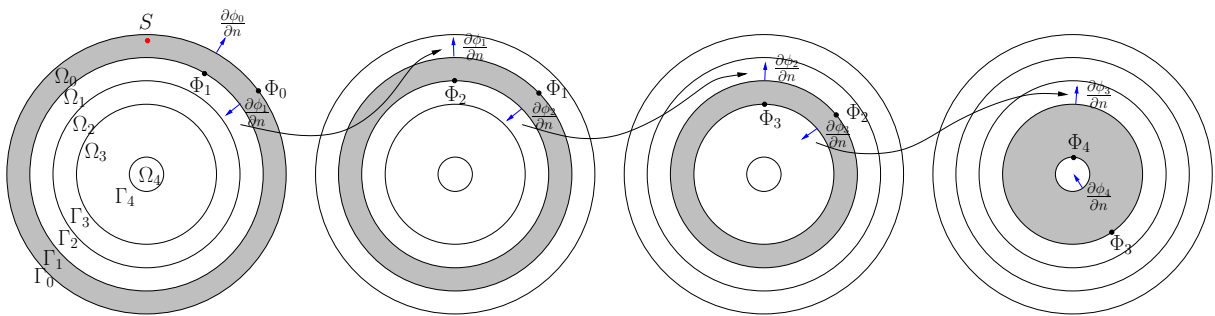 S
∂ϕ₀/∂n
Ω₀
Φ₁
Φ₀
Ω₁
∂ϕ₁/∂n
Ω₂
Ω₃
Ω₄
Γ₄
Γ₃
Γ₂
Γ₁
Γ₀
∂ϕ₁/∂n
Φ₂
Φ₁
∂ϕ₂/∂n
∂ϕ₂/∂n
Φ₃
Φ₂
∂ϕ₃/∂n
∂ϕ₃/∂n
Φ₄
∂ϕ₄/∂n
Φ₃